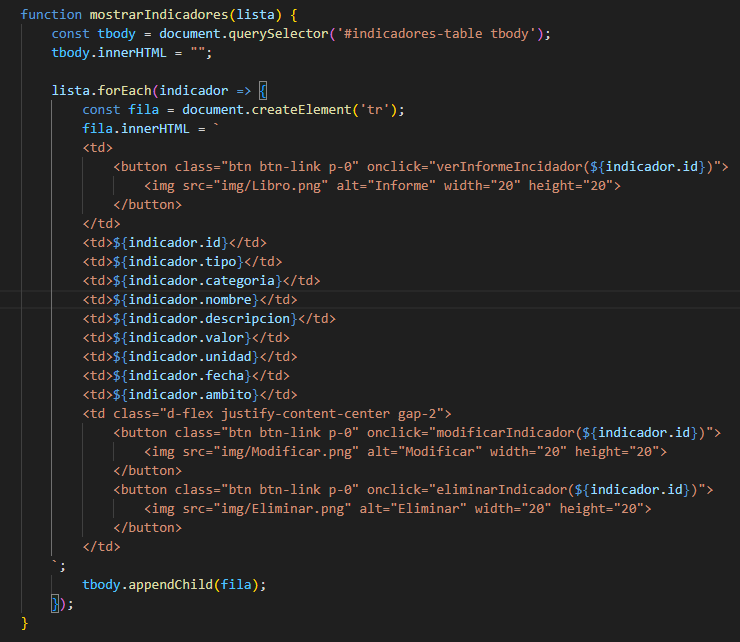 function mostrarIndicadores(lista) {
    const tbody = document.querySelector('#indicadores-table tbody');
    tbody.innerHTML = "";

    lista.forEach(indicador => {
        const fila = document.createElement('tr');
        fila.innerHTML = `
        <td>
            <button class="btn btn-link p-0" onclick="verInformeIncidador(${indicador.id})">
                <img src="img/Libro.png" alt="Informe" width="20" height="20">
            </button>
        </td>
        <td>${indicador.id}</td>
        <td>${indicador.tipo}</td>
        <td>${indicador.categoria}</td>
        <td>${indicador.nombre}</td>
        <td>${indicador.descripcion}</td>
        <td>${indicador.valor}</td>
        <td>${indicador.unidad}</td>
        <td>${indicador.fecha}</td>
        <td>${indicador.ambito}</td>
        <td class="d-flex justify-content-center gap-2">
            <button class="btn btn-link p-0" onclick="modificarIndicador(${indicador.id})">
                <img src="img/Modificar.png" alt="Modificar" width="20" height="20">
            </button>
            <button class="btn btn-link p-0" onclick="eliminarIndicador(${indicador.id})">
                <img src="img/Eliminar.png" alt="Eliminar" width="20" height="20">
            </button>
        </td>
    `;
        tbody.appendChild(fila);
    });
}